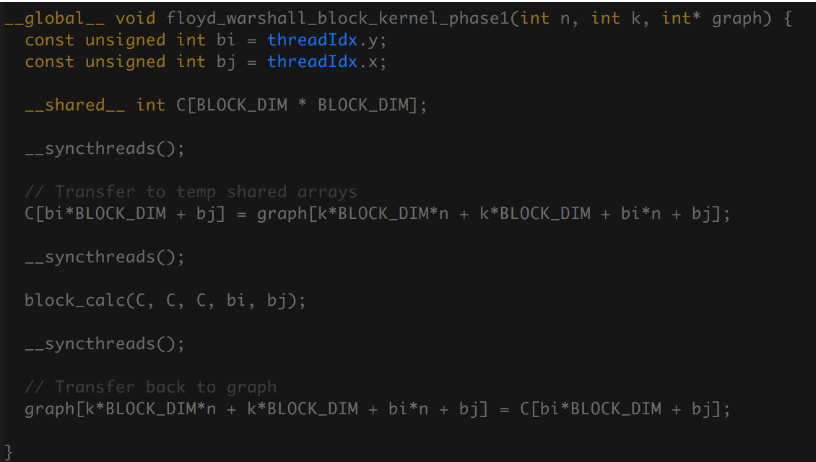 __global__ void floyd_warshall_block_kernel_phase1(int n, int k, int* graph) {
const unsigned int bi = threadIdx.y;
const unsigned int bj = threadIdx.x;
__shared__ int C[BLOCK_DIM * BLOCK_DIM];
__syncthreads();
// Transfer to temp shared arrays
C[bi*BLOCK_DIM + bj] = graph[k*BLOCK_DIM*n + k*BLOCK_DIM + bi*n + bj];
__syncthreads();
block_calc(C, C, C, bi, bj);
__syncthreads();
// Transfer back to graph
graph[k*BLOCK_DIM*n + k*BLOCK_DIM + bi*n + bj] = C[bi*BLOCK_DIM + bj];
}